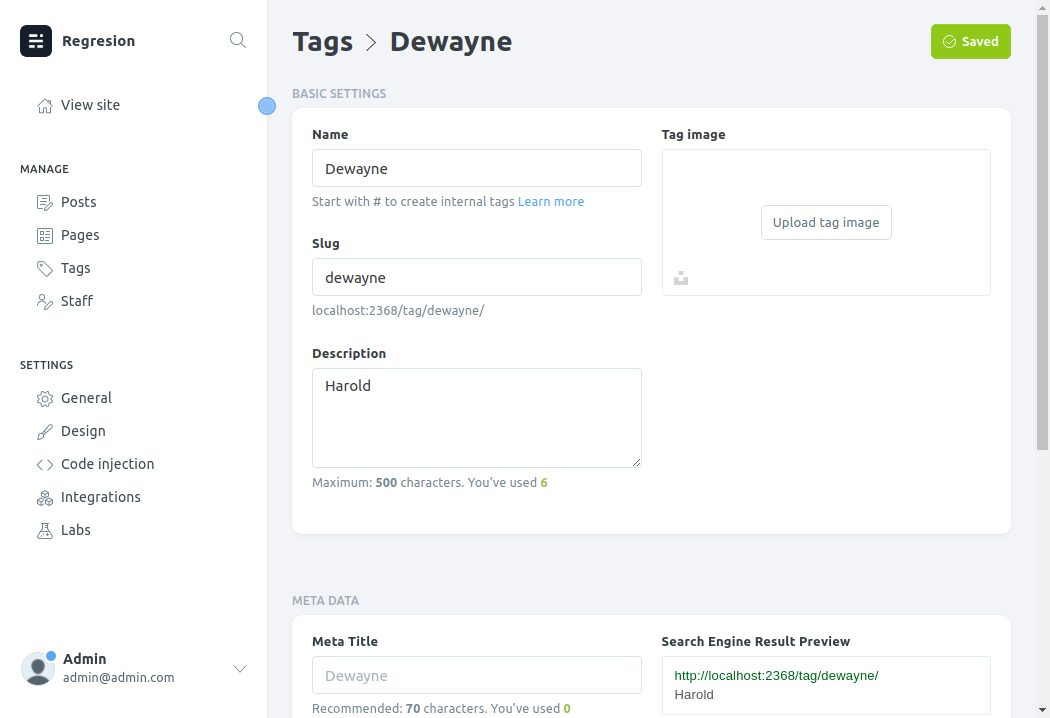 Regresion
View site
MANAGE
Posts
Pages
Tags
Staff
SETTINGS
General
Design
Code injection
Integrations
Labs
Admin
admin@admin.com
Tags > Dewayne
Saved
BASIC SETTINGS
Name
Dewayne
Start with # to create internal tags Learn more
Slug
dewayne
localhost:2368/tag/dewayne/
Description
Harold
Maximum: 500 characters. You’ve used 6
Tag image
Upload tag image
META DATA
Meta Title
Dewayne
Recommended: 70 characters. You’ve used 0
Search Engine Result Preview
http://localhost:2368/tag/dewayne/
Harold